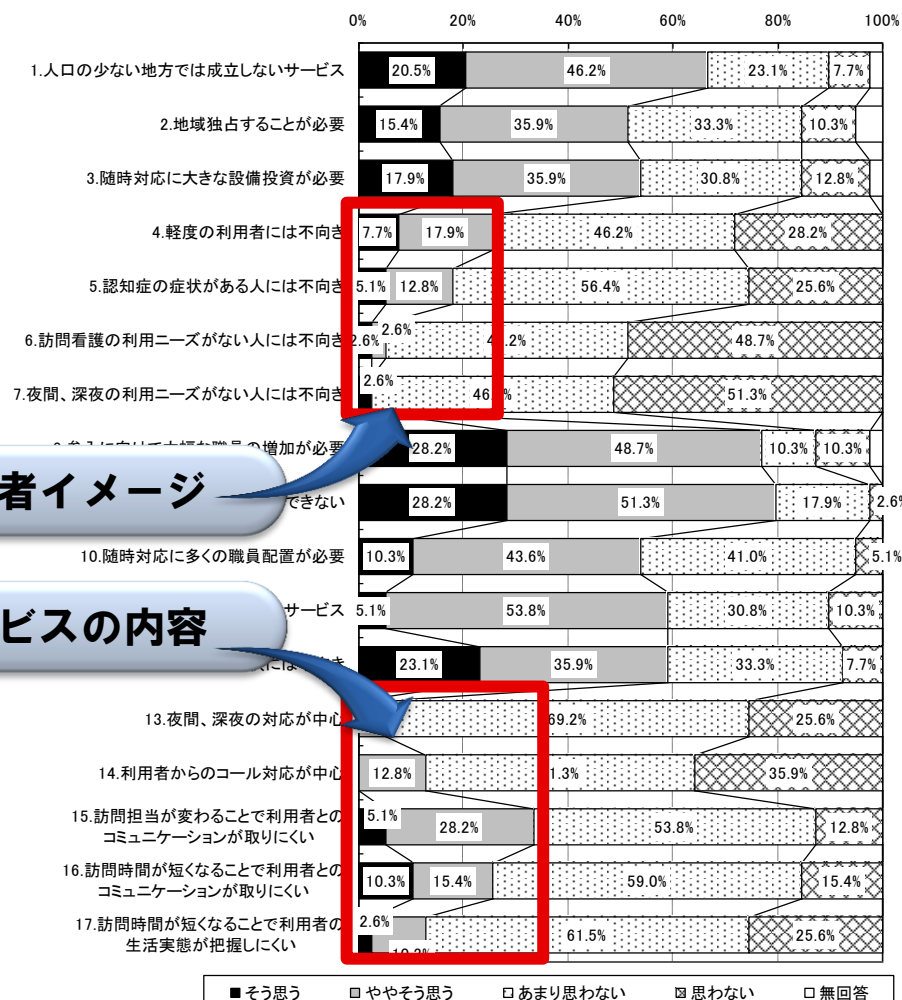 0% 20% 40% 60% 80% 100%
1.人口の少ない地方では成立しないサービス 20.5% 46.2% 23.1% 7.7%
2.地域独占することが必要 15.4% 35.9% 33.3% 10.3%
3.随時対応に大きな設備投資が必要 17.9% 35.9% 30.8% 12.8%
4.軽度の利用者には不向き 7.7% 17.9% 46.2% 28.2%
5.認知症の症状がある人には不向き 5.1% 12.8% 56.4% 25.6%
6.訪問看護の利用ニーズがない人には不向き 2.6% 2.6% .2% 48.7%
7.夜間、深夜の利用ニーズがない人には不向き 2.6% 46. 51.3%
職員の増加が必要 28.2% 48.7% 10.3% 10.3%
者イメージ
できない 28.2% 51.3% 17.9% 2.6%
10.随時対応に多くの職員配置が必要 10.3% 43.6% 41.0% 5.1%
サービス 5.1% 53.8% 30.8% 10.3%
ビスの内容
23.1% 35.9% 33.3% 7.7%
13.夜間、深夜の対応が中心 69.2% 25.6%
14.利用者からのコール対応が中心 12.8% 1.3% 35.9%
15.訪問担当が変わることで利用者との
コミュニケーションが取りにくい 5.1% 28.2% 53.8% 12.8%
16.訪問時間が短くなることで利用者との
コミュニケーションが取りにくい 10.3% 15.4% 59.0% 15.4%
17.訪問時間が短くなることで利用者の
生活実態が把握しにくい 2.6% 61.5% 25.6%
■そう思う □ややそう思う □あまり思わない 思わない □無回答